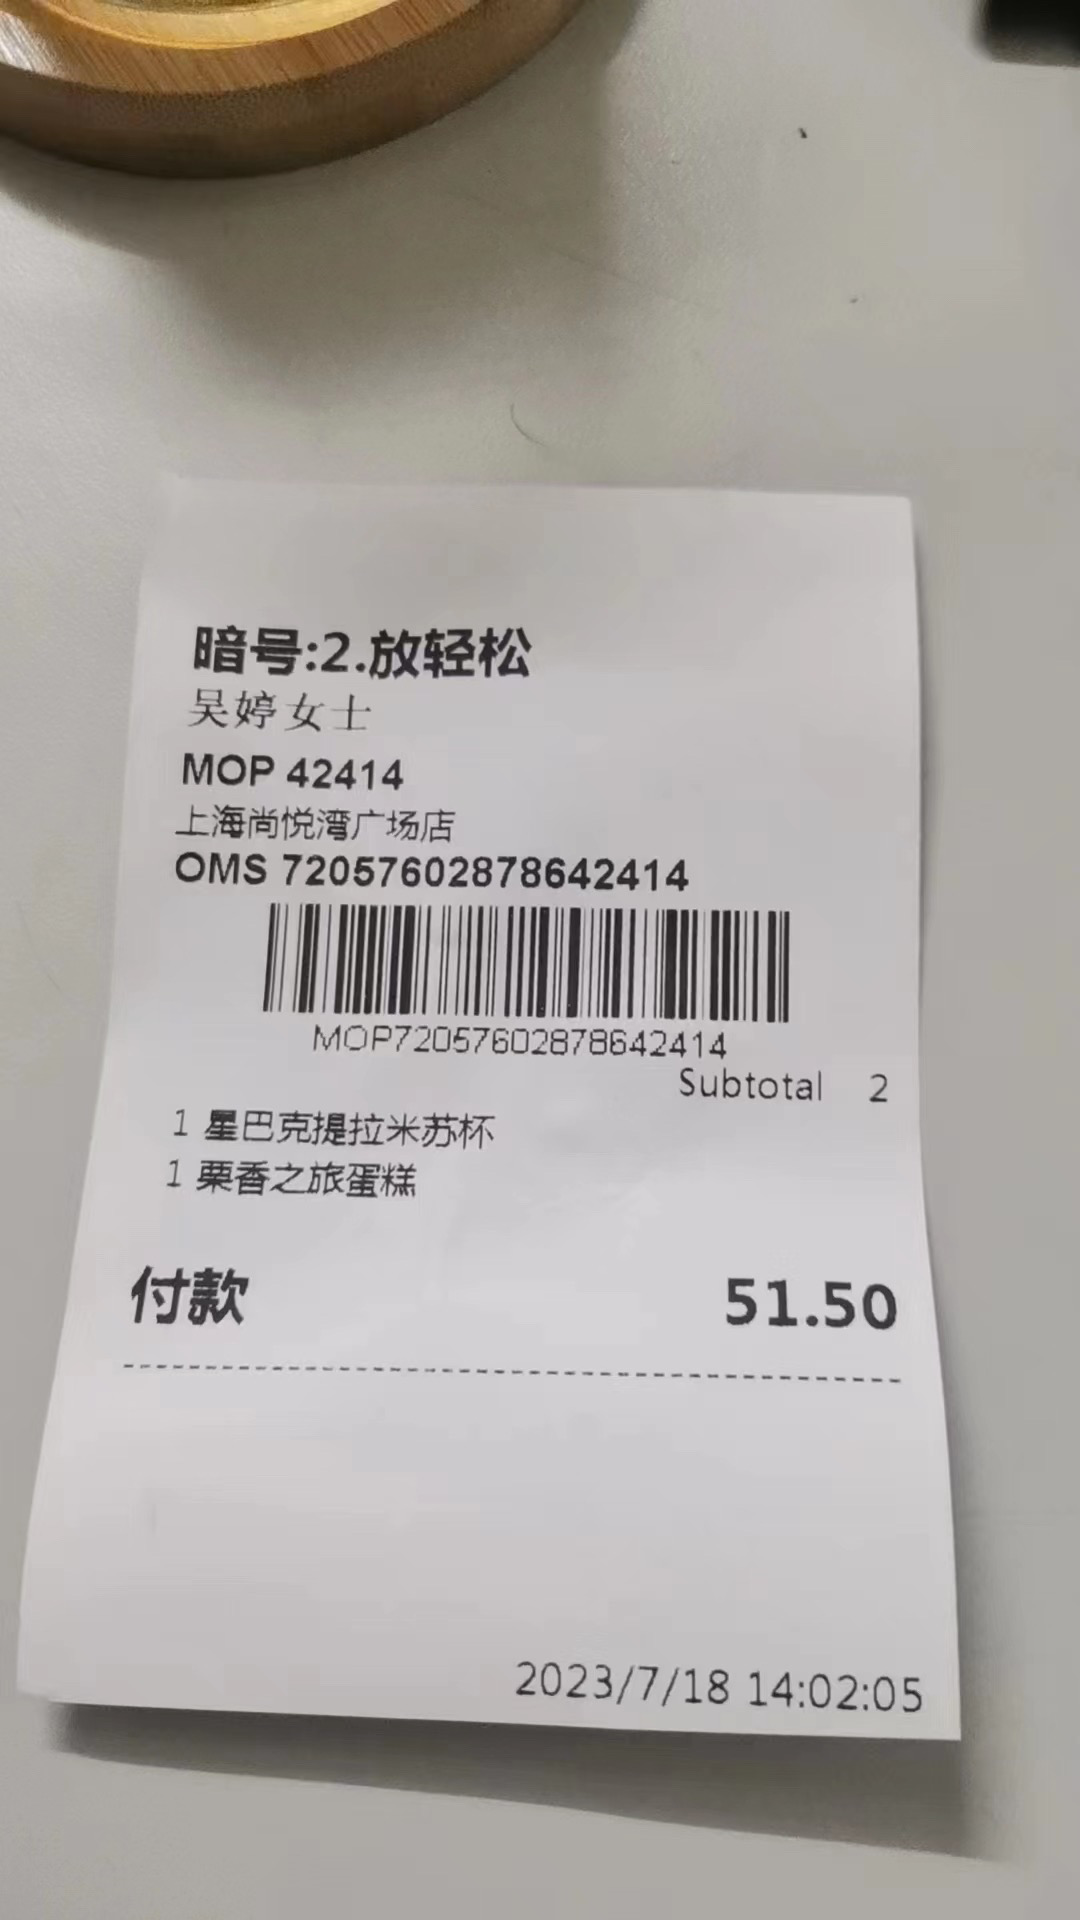 暗号:2.放轻松
吴婷女士
MOP 42414
上海尚悦湾广场店
OMS 72057602878642414
MOP72057602878642414
Subtotal 2
1 星巴克提拉米苏杯
1 栗香之旅蛋糕
付款 51.50
2023/7/18 14:02:05